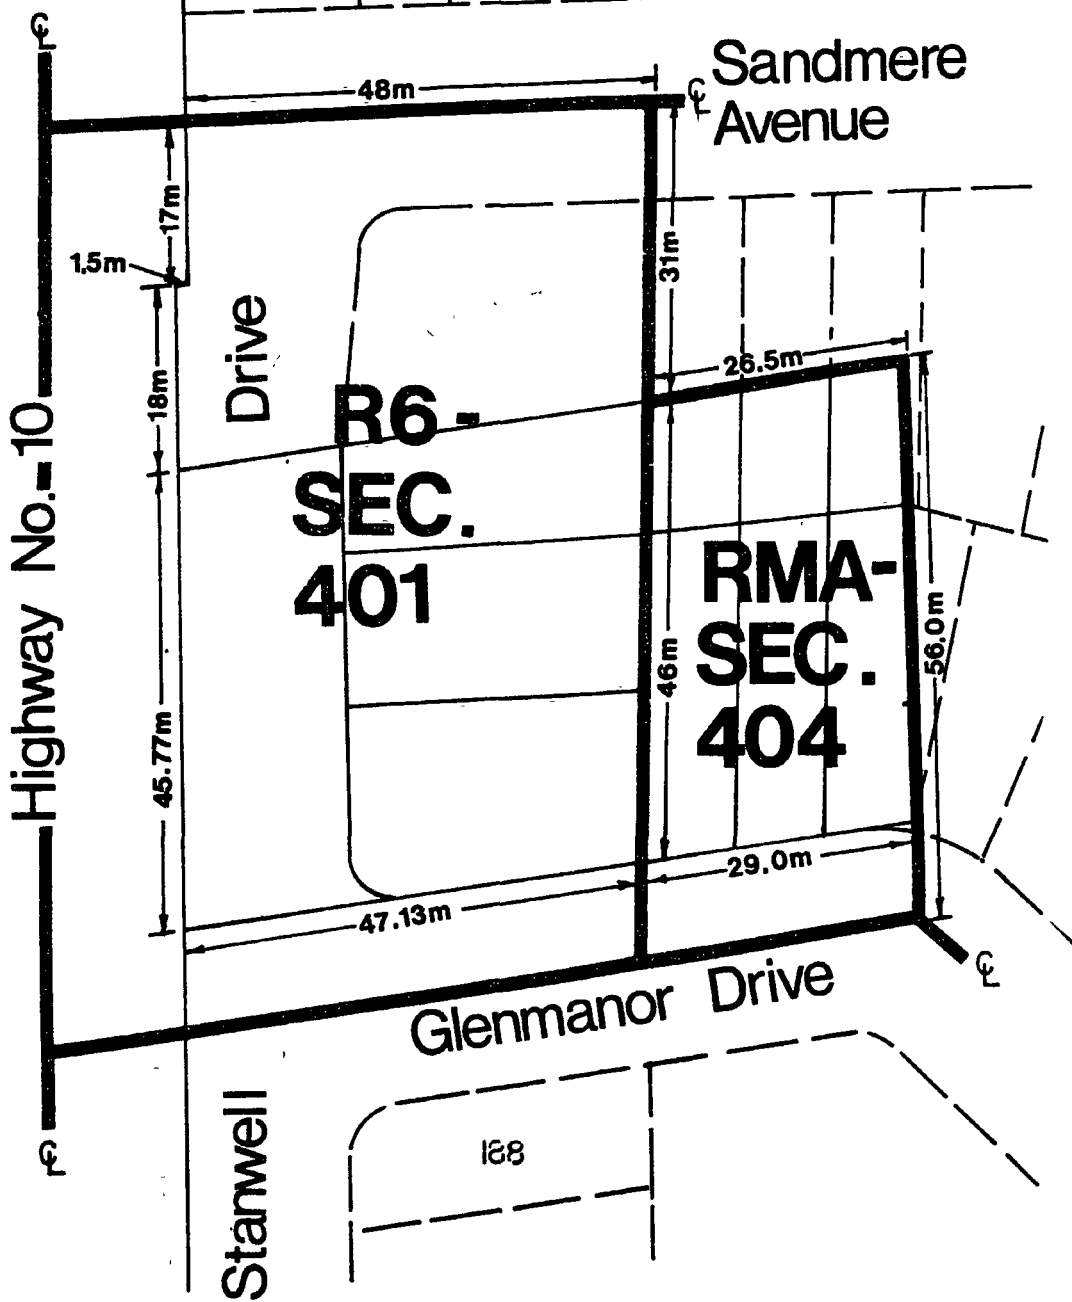 ℄
Sandmere
Avenue
℄
48m
17m
1.5m
31m
Drive
18m
26.5m
R6-
SEC.
401
Highway No. 10
RMA-
SEC.
404
46m
56.0m
45.77m
29.0m
47.13m
℄
Glenmanor Drive
℄
Stanwell
188